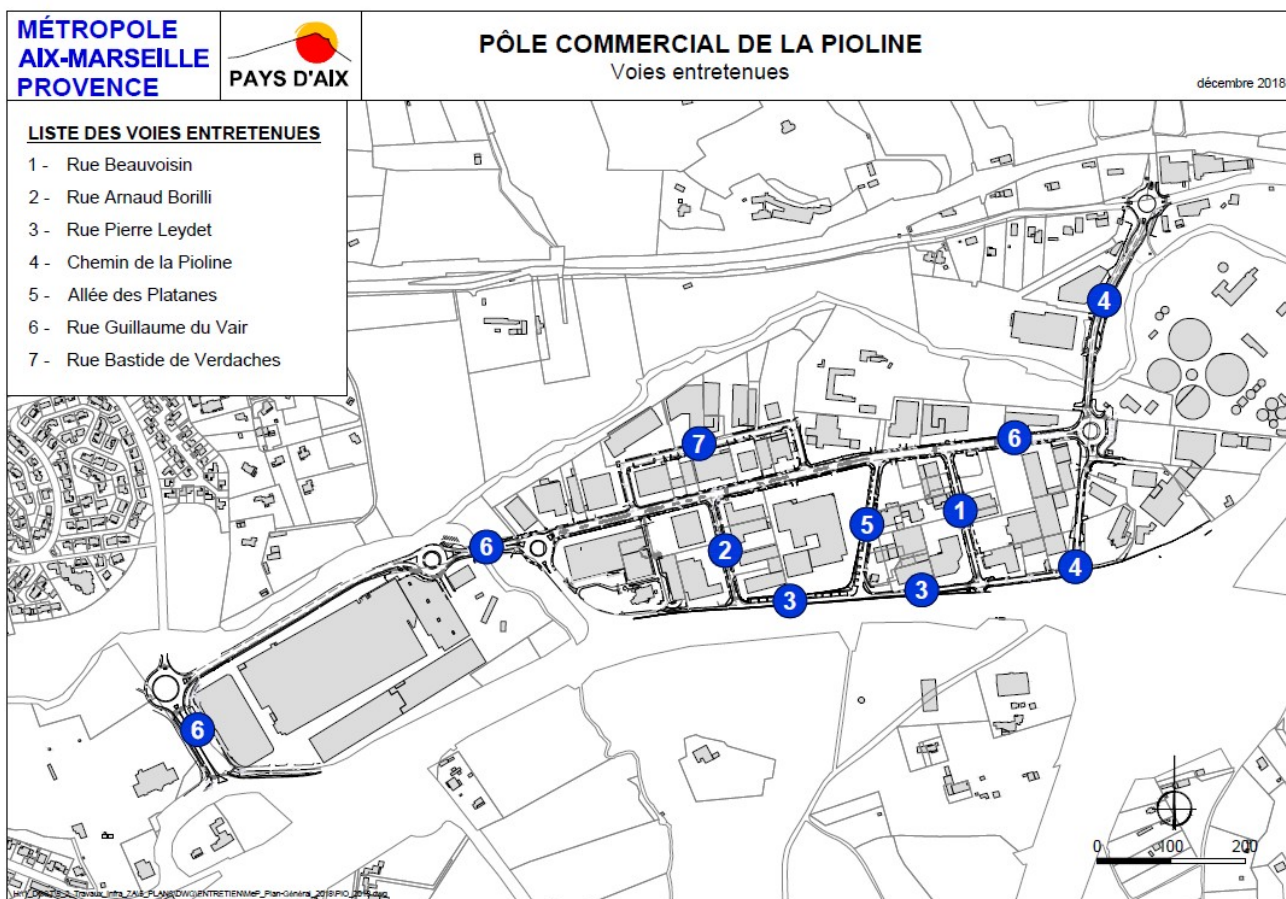 MÉTROPOLE
AIX-MARSEILLE
PROVENCE
PAYS D'AIX
PÔLE COMMERCIAL DE LA PIOLINE
Voies entretenues
décembre 2018
LISTE DES VOIES ENTRETENUES
1 - Rue Beauvoisin
2 - Rue Arnaud Borilli
3 - Rue Pierre Leydet
4 - Chemin de la Pioline
5 - Allée des Platanes
6 - Rue Guillaume du Vair
7 - Rue Bastide de Verdaches
4
6
7
1
5
6
2
4
3
3
6
0 100 200